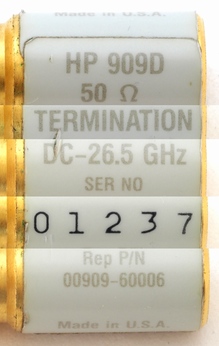 Made in U.S.A.
HP 909D
50 Ω
TERMINATION
DC-26.5 GHz
SER NO
01237
Rep P/N
00909-60006
Made in U.S.A.